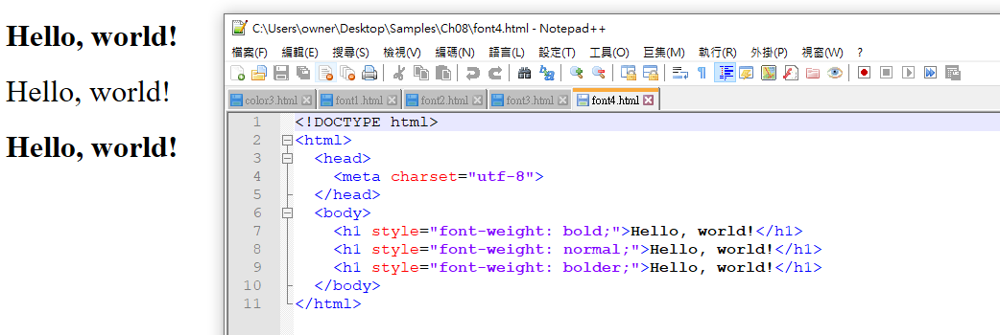 Hello, world!
Hello, world!
Hello, world!
C:\Users\owner\Desktop\Samples\Ch08\font4.html - Notepad++
檔案(F) 編輯(E) 搜尋(S) 檢視(V) 編碼(N) 語言(L) 設定(T) 工具(O) 巨集(M) 執行(R) 外掛(P) 視窗(W) ?
color3.html font1.html font2.html font3.html font4.html
1 <!DOCTYPE html>
2 <html>
3 <head>
4 <meta charset="utf-8">
5 </head>
6 <body>
7 <h1 style="font-weight: bold;">Hello, world!</h1>
8 <h1 style="font-weight: normal;">Hello, world!</h1>
9 <h1 style="font-weight: bolder;">Hello, world!</h1>
10 </body>
11 </html>